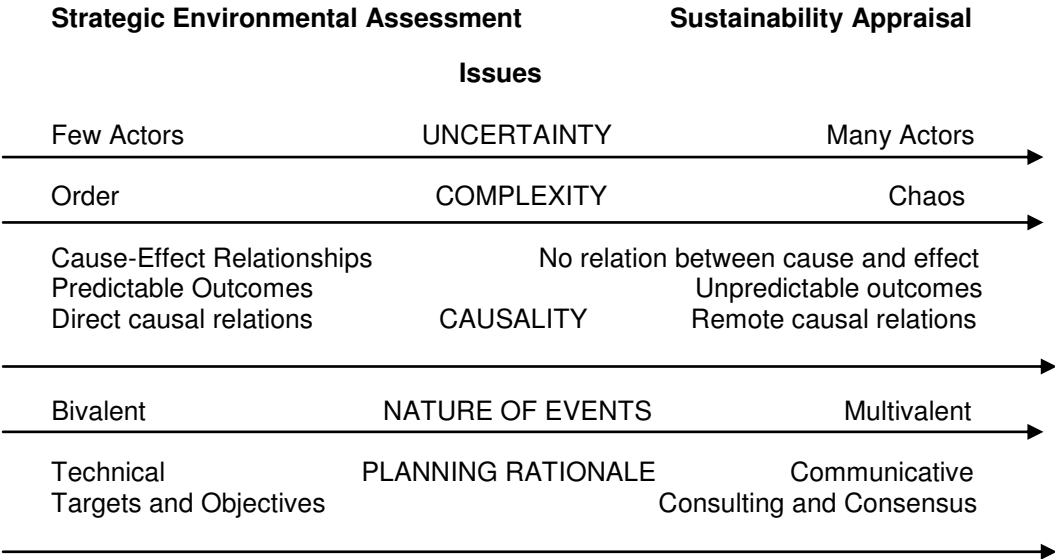 Strategic Environmental Assessment Sustainability Appraisal
Issues
Few Actors UNCERTAINTY Many Actors
Order COMPLEXITY Chaos
Cause-Effect Relationships No relation between cause and effect
Predictable Outcomes Unpredictable outcomes
Direct causal relations CAUSALITY Remote causal relations
Bivalent NATURE OF EVENTS Multivalent
Technical PLANNING RATIONALE Communicative
Targets and Objectives Consulting and Consensus